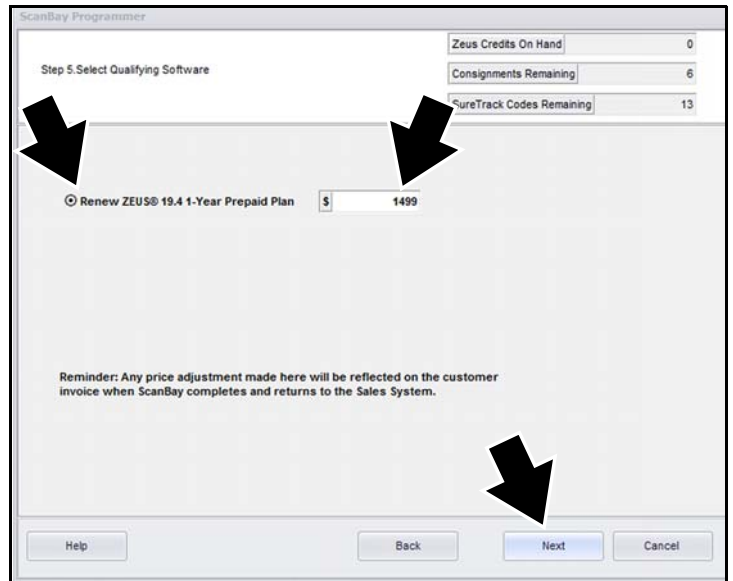 ScanBay Programmer
Step 5.Select Qualifying Software
Zeus Credits On Hand 0
Consignments Remaining 6
SureTrack Codes Remaining 13
Renew ZEUS® 19.4 1-Year Prepaid Plan $ 1499
Reminder: Any price adjustment made here will be reflected on the customer
invoice when ScanBay completes and returns to the Sales System.
Help Back Next Cancel